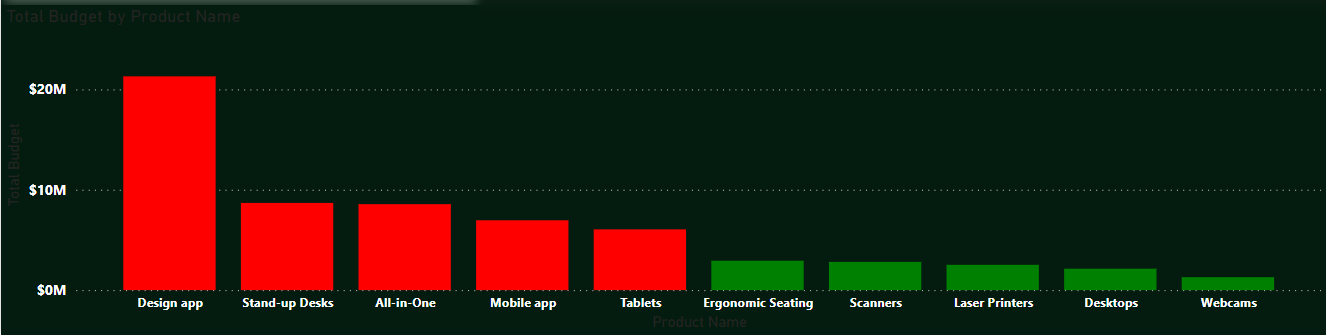 Total Budget by Product Name
Total Budget
$20M
$10M
$0M
Design app
Stand-up Desks
All-in-One
Mobile app
Tablets
Ergonomic Seating
Scanners
Laser Printers
Desktops
Webcams
Product Name